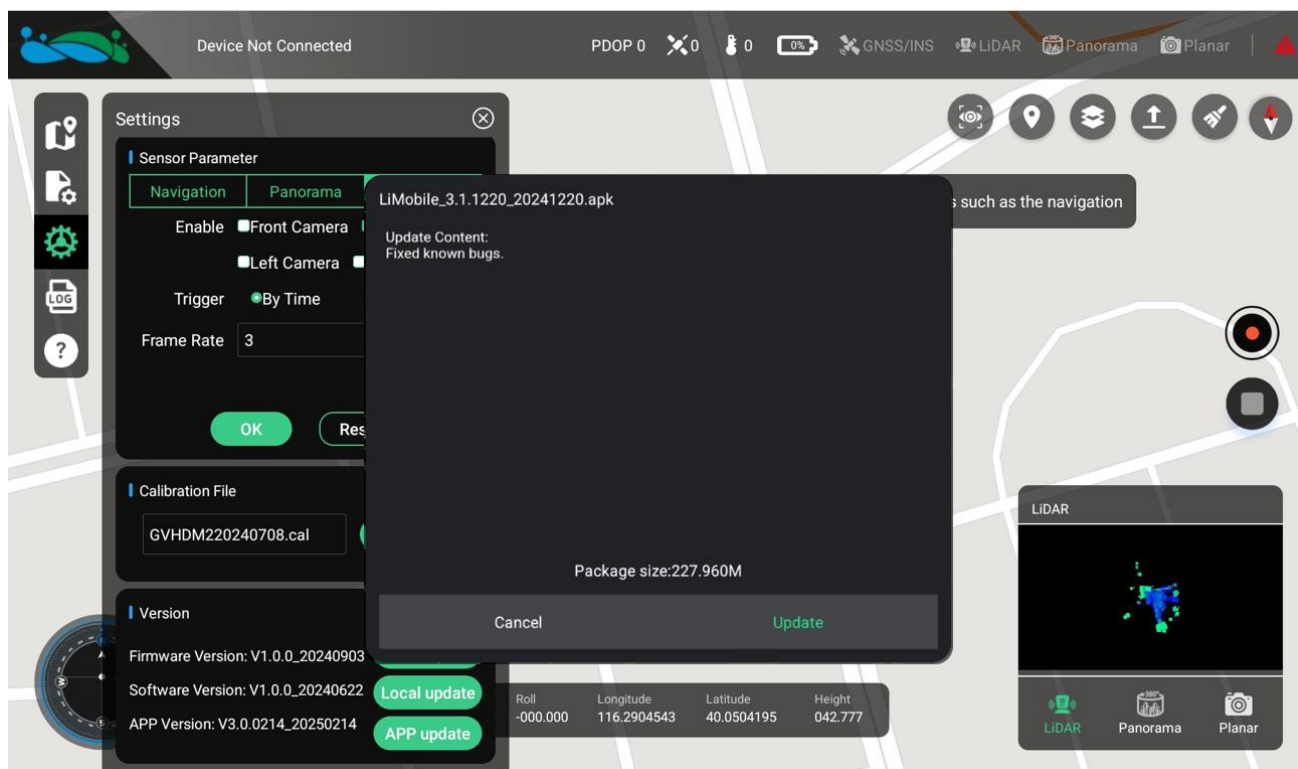 Device Not Connected
PDOP 0
0
0
0%
GNSS/INS
LiDAR
Panorama
Planar
Settings
Sensor Parameter
Navigation
Panorama
Enable
Front Camera
Left Camera
Trigger
By Time
Frame Rate
3
OK
Res
Calibration File
GVHDM220240708.cal
Version
Firmware Version: V1.0.0_20240903
Software Version: V1.0.0_20240622
Local update
APP Version: V3.0.0214_20250214
APP update
LOG
?
LiMobile_3.1.1220_20241220.apk
Update Content:
Fixed known bugs.
Package size:227.960M
Cancel
Update
such as the navigation
Roll
-000.000
Longitude
116.2904543
Latitude
40.0504195
Height
042.777
LiDAR
LiDAR
360°
Panorama
Planar